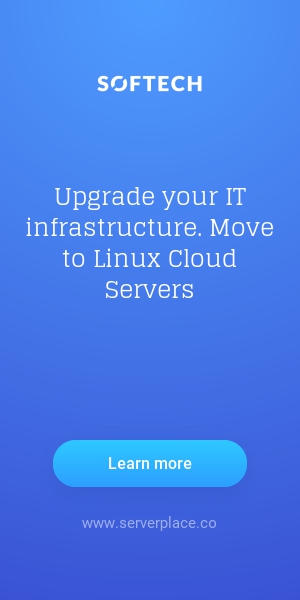 SOFTECH
Upgrade your IT
infrastructure. Move
to Linux Cloud
Servers
Learn more
www.serverplace.co